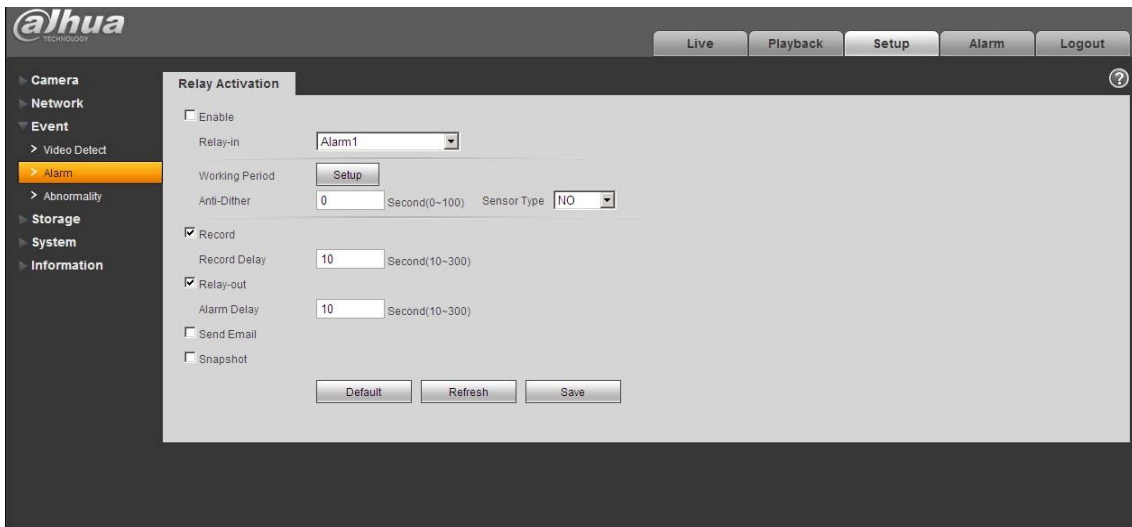 alhua
TECHNOLOGY
Live Playback Setup Alarm Logout
Camera
Network
Event
> Video Detect
> Alarm
> Abnormality
Storage
System
Information
Relay Activation
?
Enable
Relay-in Alarm1
Working Period Setup
Anti-Dither 0 Second(0~100) Sensor Type NO
Record
Record Delay 10 Second(10~300)
Relay-out
Alarm Delay 10 Second(10~300)
Send Email
Snapshot
Default Refresh Save